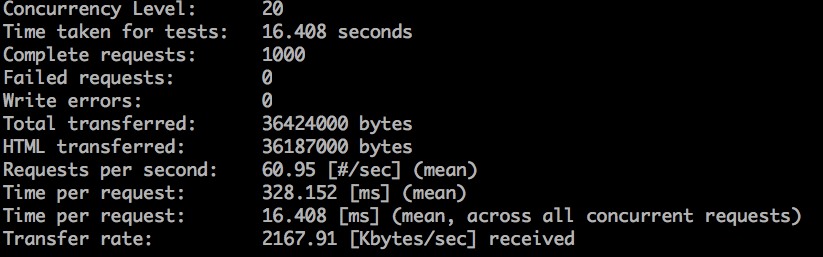 Concurrency Level: 20
Time taken for tests: 16.408 seconds
Complete requests: 1000
Failed requests: 0
Write errors: 0
Total transferred: 36424000 bytes
HTML transferred: 36187000 bytes
Requests per second: 60.95 [#/sec] (mean)
Time per request: 328.152 [ms] (mean)
Time per request: 16.408 [ms] (mean, across all concurrent requests)
Transfer rate: 2167.91 [Kbytes/sec] received